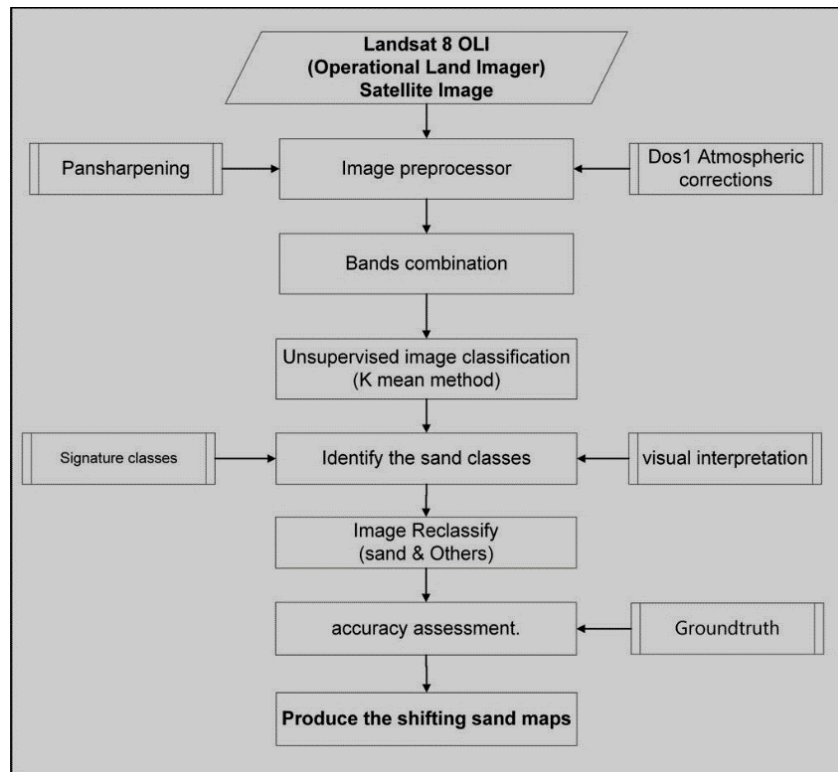 Landsat 8 OLI
(Operational Land Imager)
Satellite Image
Pansharpening
Image preprocessor
Dos1 Atmospheric
corrections
Bands combination
Unsupervised image classification
(K mean method)
Signature classes
Identify the sand classes
visual interpretation
Image Reclassify
(sand & Others)
accuracy assessment.
Groundtruth
Produce the shifting sand maps